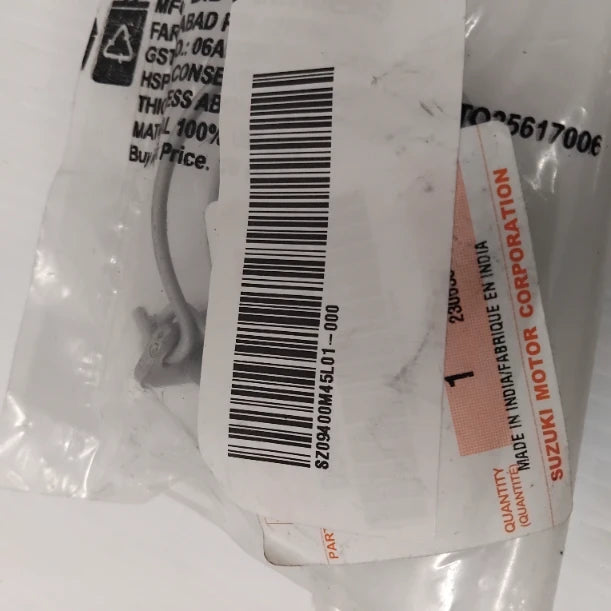 MF
FAR ABAD
GST .: 06A
HSP CONSE
THI ESS AB
MAT L 100%
Buy Price.
TO25617006
SZ09400M45L01-000
1
MADE IN INDIA/FABRIQUE EN INDIA
SUZUKI MOTOR CORPORATION
QUANTITY
(QUANTITE)
PAR